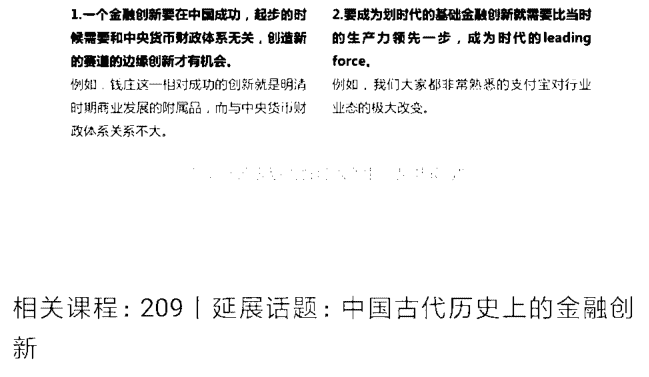 1.一个金融创新要在中国成功，起步的时
候需要和中央货币财政体系无关，创造新
的赛道的边缘创新才有机会。
例如，钱庄这一相对成功的创新就是明清
时期商业发展的附属品，而与中央货币财
政体系关系不大。
2.要成为划时代的基础金融创新就需要比当时
的生产力领先一步，成为时代的leading
force。
例如，我们大家都非常熟悉的支付宝对行业
业态的极大改变。
相关课程：209丨延展话题：中国古代历史上的金融创
新